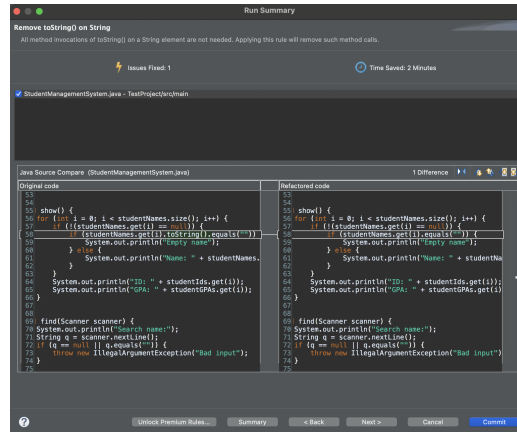 Run Summary
Remove toString() on String
All method invocations of toString() on a String element are not needed. Applying this rule will remove such method calls.
Issues Fixed: 1
Time Saved: 2 Minutes
StudentManagementSystem.java - TestProject/src/main
Java Source Compare (StudentManagementSystem.java)
1 Difference
Original code
53
54
55 show() {
56 for (int i = 0; i < studentNames.size(); i++) {
57 if (!(studentNames.get(i) == null)) {
58 if (studentNames.get(i).toString().equals(""))
59 System.out.println("Empty name");
60 } else {
61 System.out.println("Name: " + studentNames.
62 }
63 }
64 System.out.println("ID: " + studentIds.get(i));
65 System.out.println("GPA: " + studentGPAs.get(i));
66 }
67
68
69 find(Scanner scanner) {
70 System.out.println("Search name:");
71 String q = scanner.nextLine();
72 if (q == null || q.equals("")) {
73 throw new IllegalArgumentException("Bad input");
74 }
75
Refactored code
53
54
55 show() {
56 for (int i = 0; i < studentNames.size(); i++) {
57 if (!(studentNames.get(i) == null)) {
58 if (studentNames.get(i).equals("")) {
59 System.out.println("Empty name");
60 } else {
61 System.out.println("Name: " + studentNa
62 }
63 }
64 System.out.println("ID: " + studentIds.get(i));
65 System.out.println("GPA: " + studentGPAs.get(i)
66 }
67
68
69 find(Scanner scanner) {
70 System.out.println("Search name:");
71 String q = scanner.nextLine();
72 if (q == null || q.equals("")) {
73 throw new IllegalArgumentException("Bad input")
74 }
75
?
Unlock Premium Rules...
Summary
< Back
Next >
Cancel
Commit